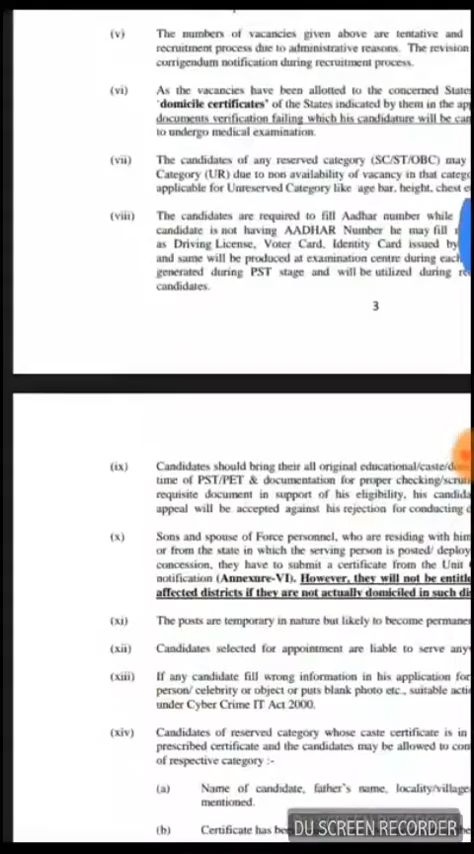 (v) The numbers of vacancies given above are tentative and
recruitment process due to administrative reasons. The revision
corrigendum notification during recruitment process.
(vi) As the vacancies have been allotted to the concerned State
'domicile certificates' of the States indicated by them in the ap
documents verification failing which his candidature will be can
to undergo medical examination.
(vii) The candidates of any reserved category (SC/ST/OBC) may
Category (UR) due to non availability of vacancy in that catego
applicable for Unreserved Category like age bar, height, chest e
(viii) The candidates are required to fill Aadhar number while
candidate is not having AADHAR Number he may fill
as Driving License, Voter Card, Identity Card issued by
and same will be produced at examination centre during each
generated during PST stage and will be utilized during re
candidates.
3
(ix) Candidates should bring their all original educational/caste/do
time of PST/PET & documentation for proper checking/scru
requisite document in support of his eligibility, his candida
appeal will be accepted against his rejection for conducting
(x) Sons and spouse of Force personnel, who are residing with him
or from the state in which the serving person is posted/ deploy
concession, they have to submit a certificate from the Unit
notification (Annexure-VI). However, they will not be entitle
affected districts if they are not actually domiciled in such di
(xi) The posts are temporary in nature but likely to become permane
(xii) Candidates selected for appointment are liable to serve any
(xiii) If any candidate fill wrong information in his application for
person/ celebrity or object or puts blank photo etc., suitable acti
under Cyber Crime IT Act 2000.
(xiv) Candidates of reserved category whose caste certificate is in
prescribed certificate and the candidates may be allowed to con
of respective category :-
(a) Name of candidate, father's name, locality/village
mentioned.
(b) Certificate has be
DU SCREEN RECORDER